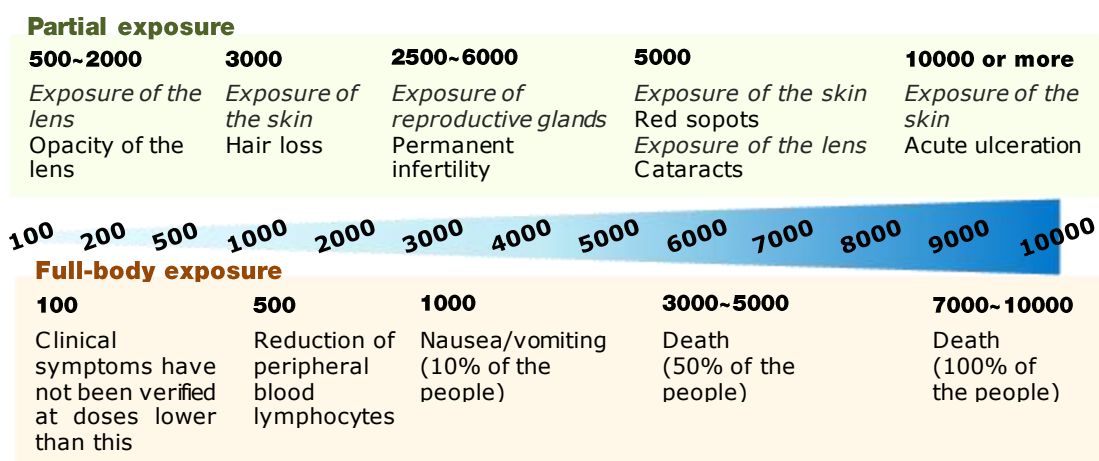 Partial exposure
500~2000
Exposure of the
lens
Opacity of the
lens
3000
Exposure of
the skin
Hair loss
2500~6000
Exposure of
reproductive glands
Permanent
infertility
5000
Exposure of the skin
Red sopots
Exposure of the lens
Cataracts
10000 or more
Exposure of the
skin
Acute ulceration
100 200 500 1000 2000 3000 4000 5000 6000 7000 8000 9000 10000
Full-body exposure
100
Clinical
symptoms have
not been verified
at doses lower
than this
500
Reduction of
peripheral
blood
lymphocytes
1000
Nausea/vomiting
(10% of the
people)
3000~5000
Death
(50% of the
people)
7000~10000
Death
(100% of
the people)